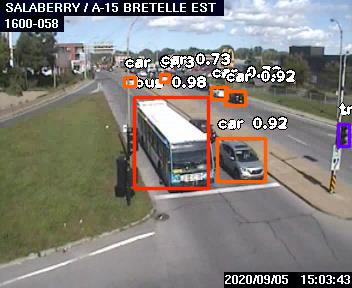 SALABERRY / A-15 BRETELLE EST
1600-058
car 0.73
bus 0.98
car 0.92
car 0.92
2020/09/05 15:03:43